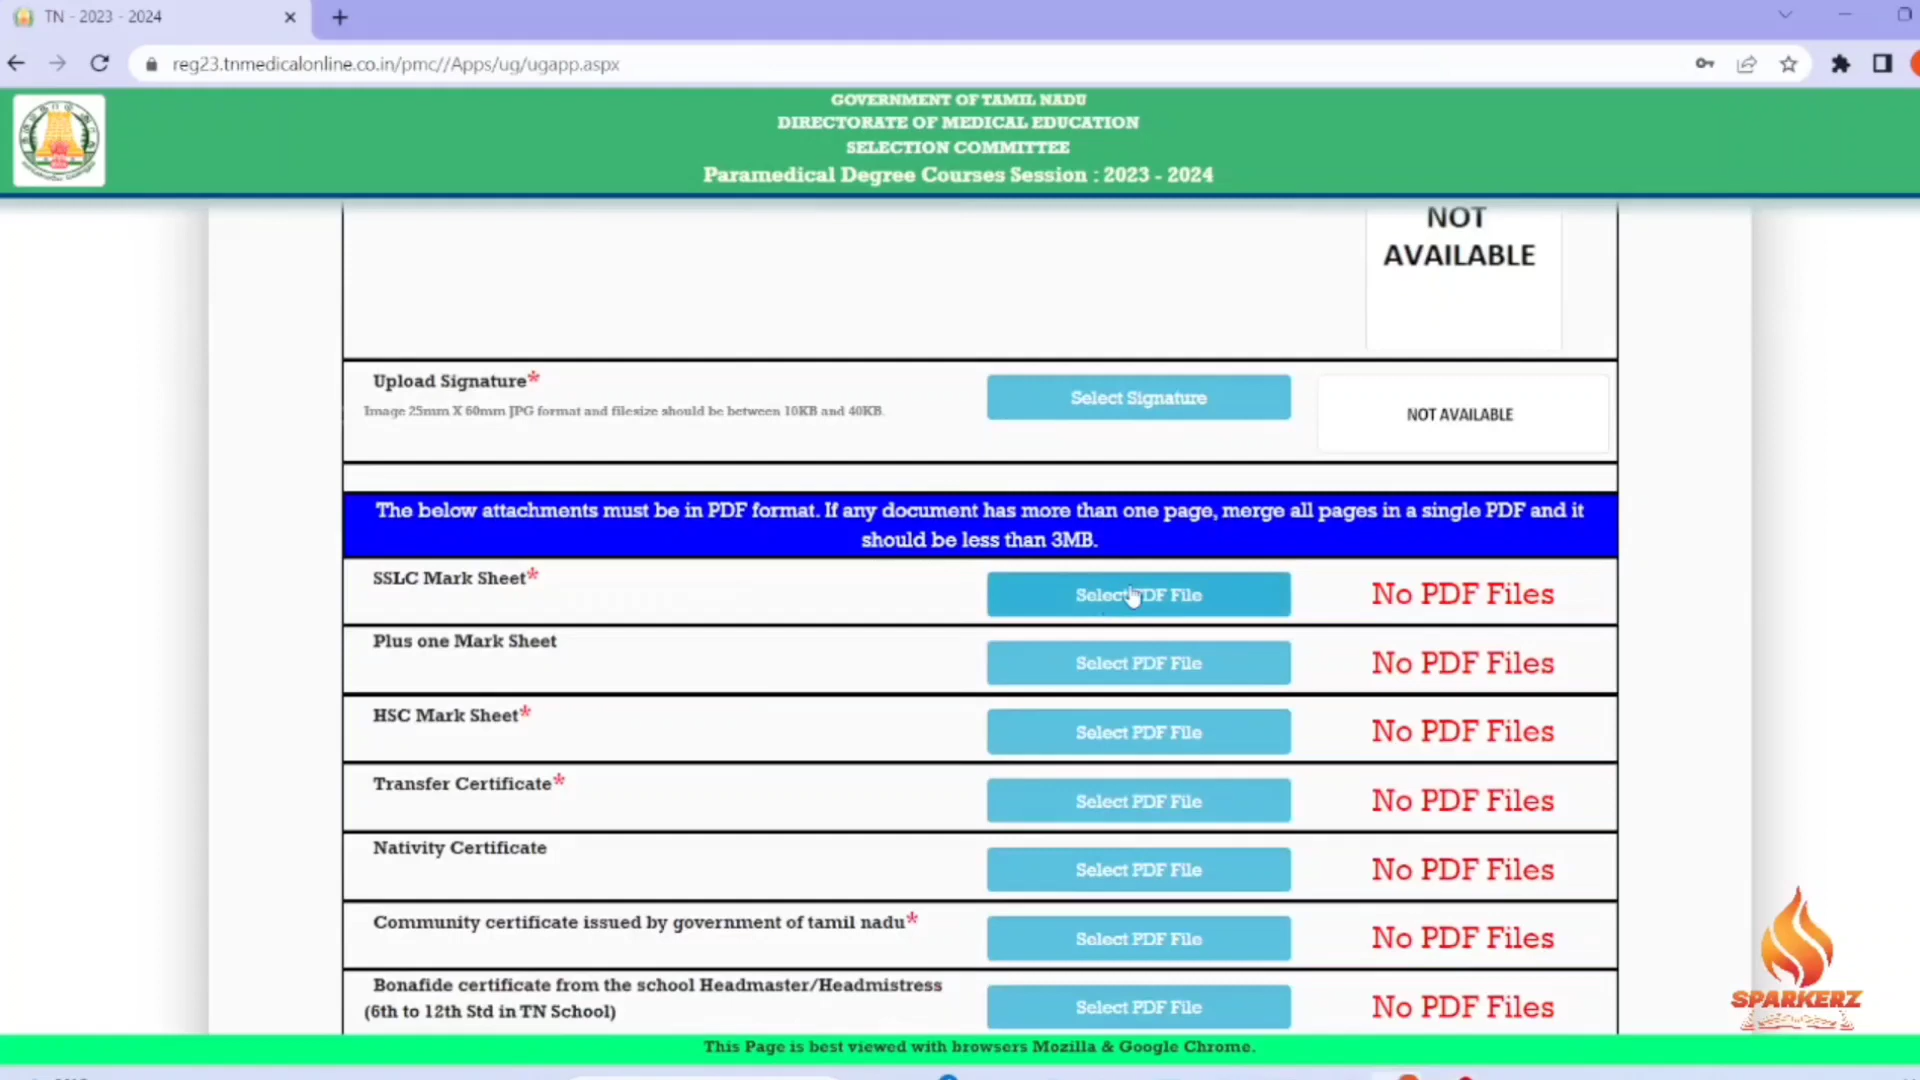 TN - 2023 - 2024
reg23.tnmedicalonline.co.in/pmc//Apps/ug/ugapp.aspx
GOVERNMENT OF TAMIL NADU
DIRECTORATE OF MEDICAL EDUCATION
SELECTION COMMITTEE
Paramedical Degree Courses Session : 2023 - 2024
NOT
AVAILABLE
Upload Signature*
Select Signature
NOT AVAILABLE
Image 25mm X 60mm JPG format and filesize should be between 10KB and 40KB.
The below attachments must be in PDF format. If any document has more than one page, merge all pages in a single PDF and it
should be less than 3MB.
SSLC Mark Sheet*
Select PDF File
No PDF Files
Plus one Mark Sheet
Select PDF File
No PDF Files
HSC Mark Sheet*
Select PDF File
No PDF Files
Transfer Certificate*
Select PDF File
No PDF Files
Nativity Certificate
Select PDF File
No PDF Files
Community certificate issued by government of tamil nadu*
Select PDF File
No PDF Files
Bonafide certificate from the school Headmaster/Headmistress
(6th to 12th Std in TN School)
Select PDF File
No PDF Files
SPARKERZ
This Page is best viewed with browsers Mozilla & Google Chrome.